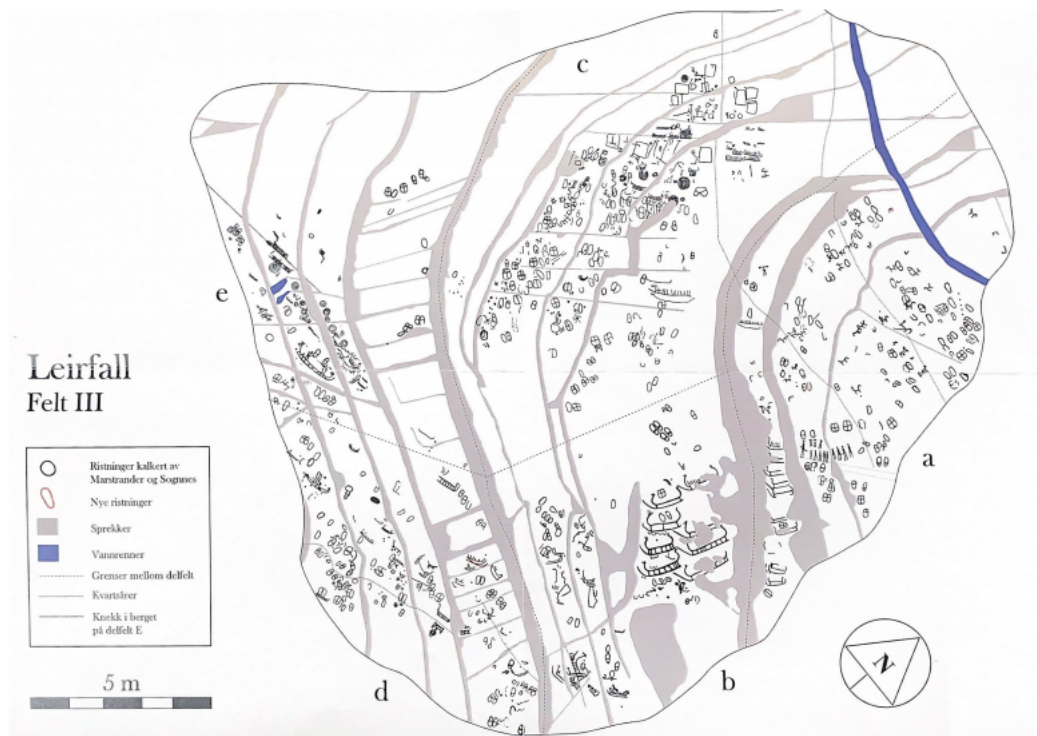 c
e
Leirfall
Felt III
Ristninger kalkert av
Marstrander og Sognnes
Nye ristninger
Sprekker
Vannrenner
Grenser mellom delfelt
Kvartsårer
Knekk i berget
på delfelt E
5 m
a
b
d
N